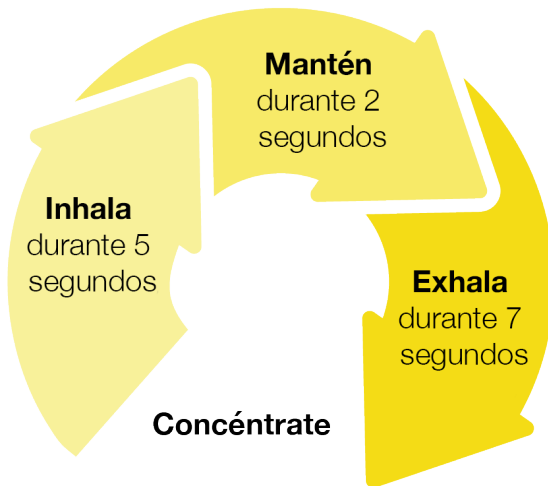 Mantén
durante 2
segundos
Inhala
durante 5
segundos
Exhala
durante 7
segundos
Concéntrate